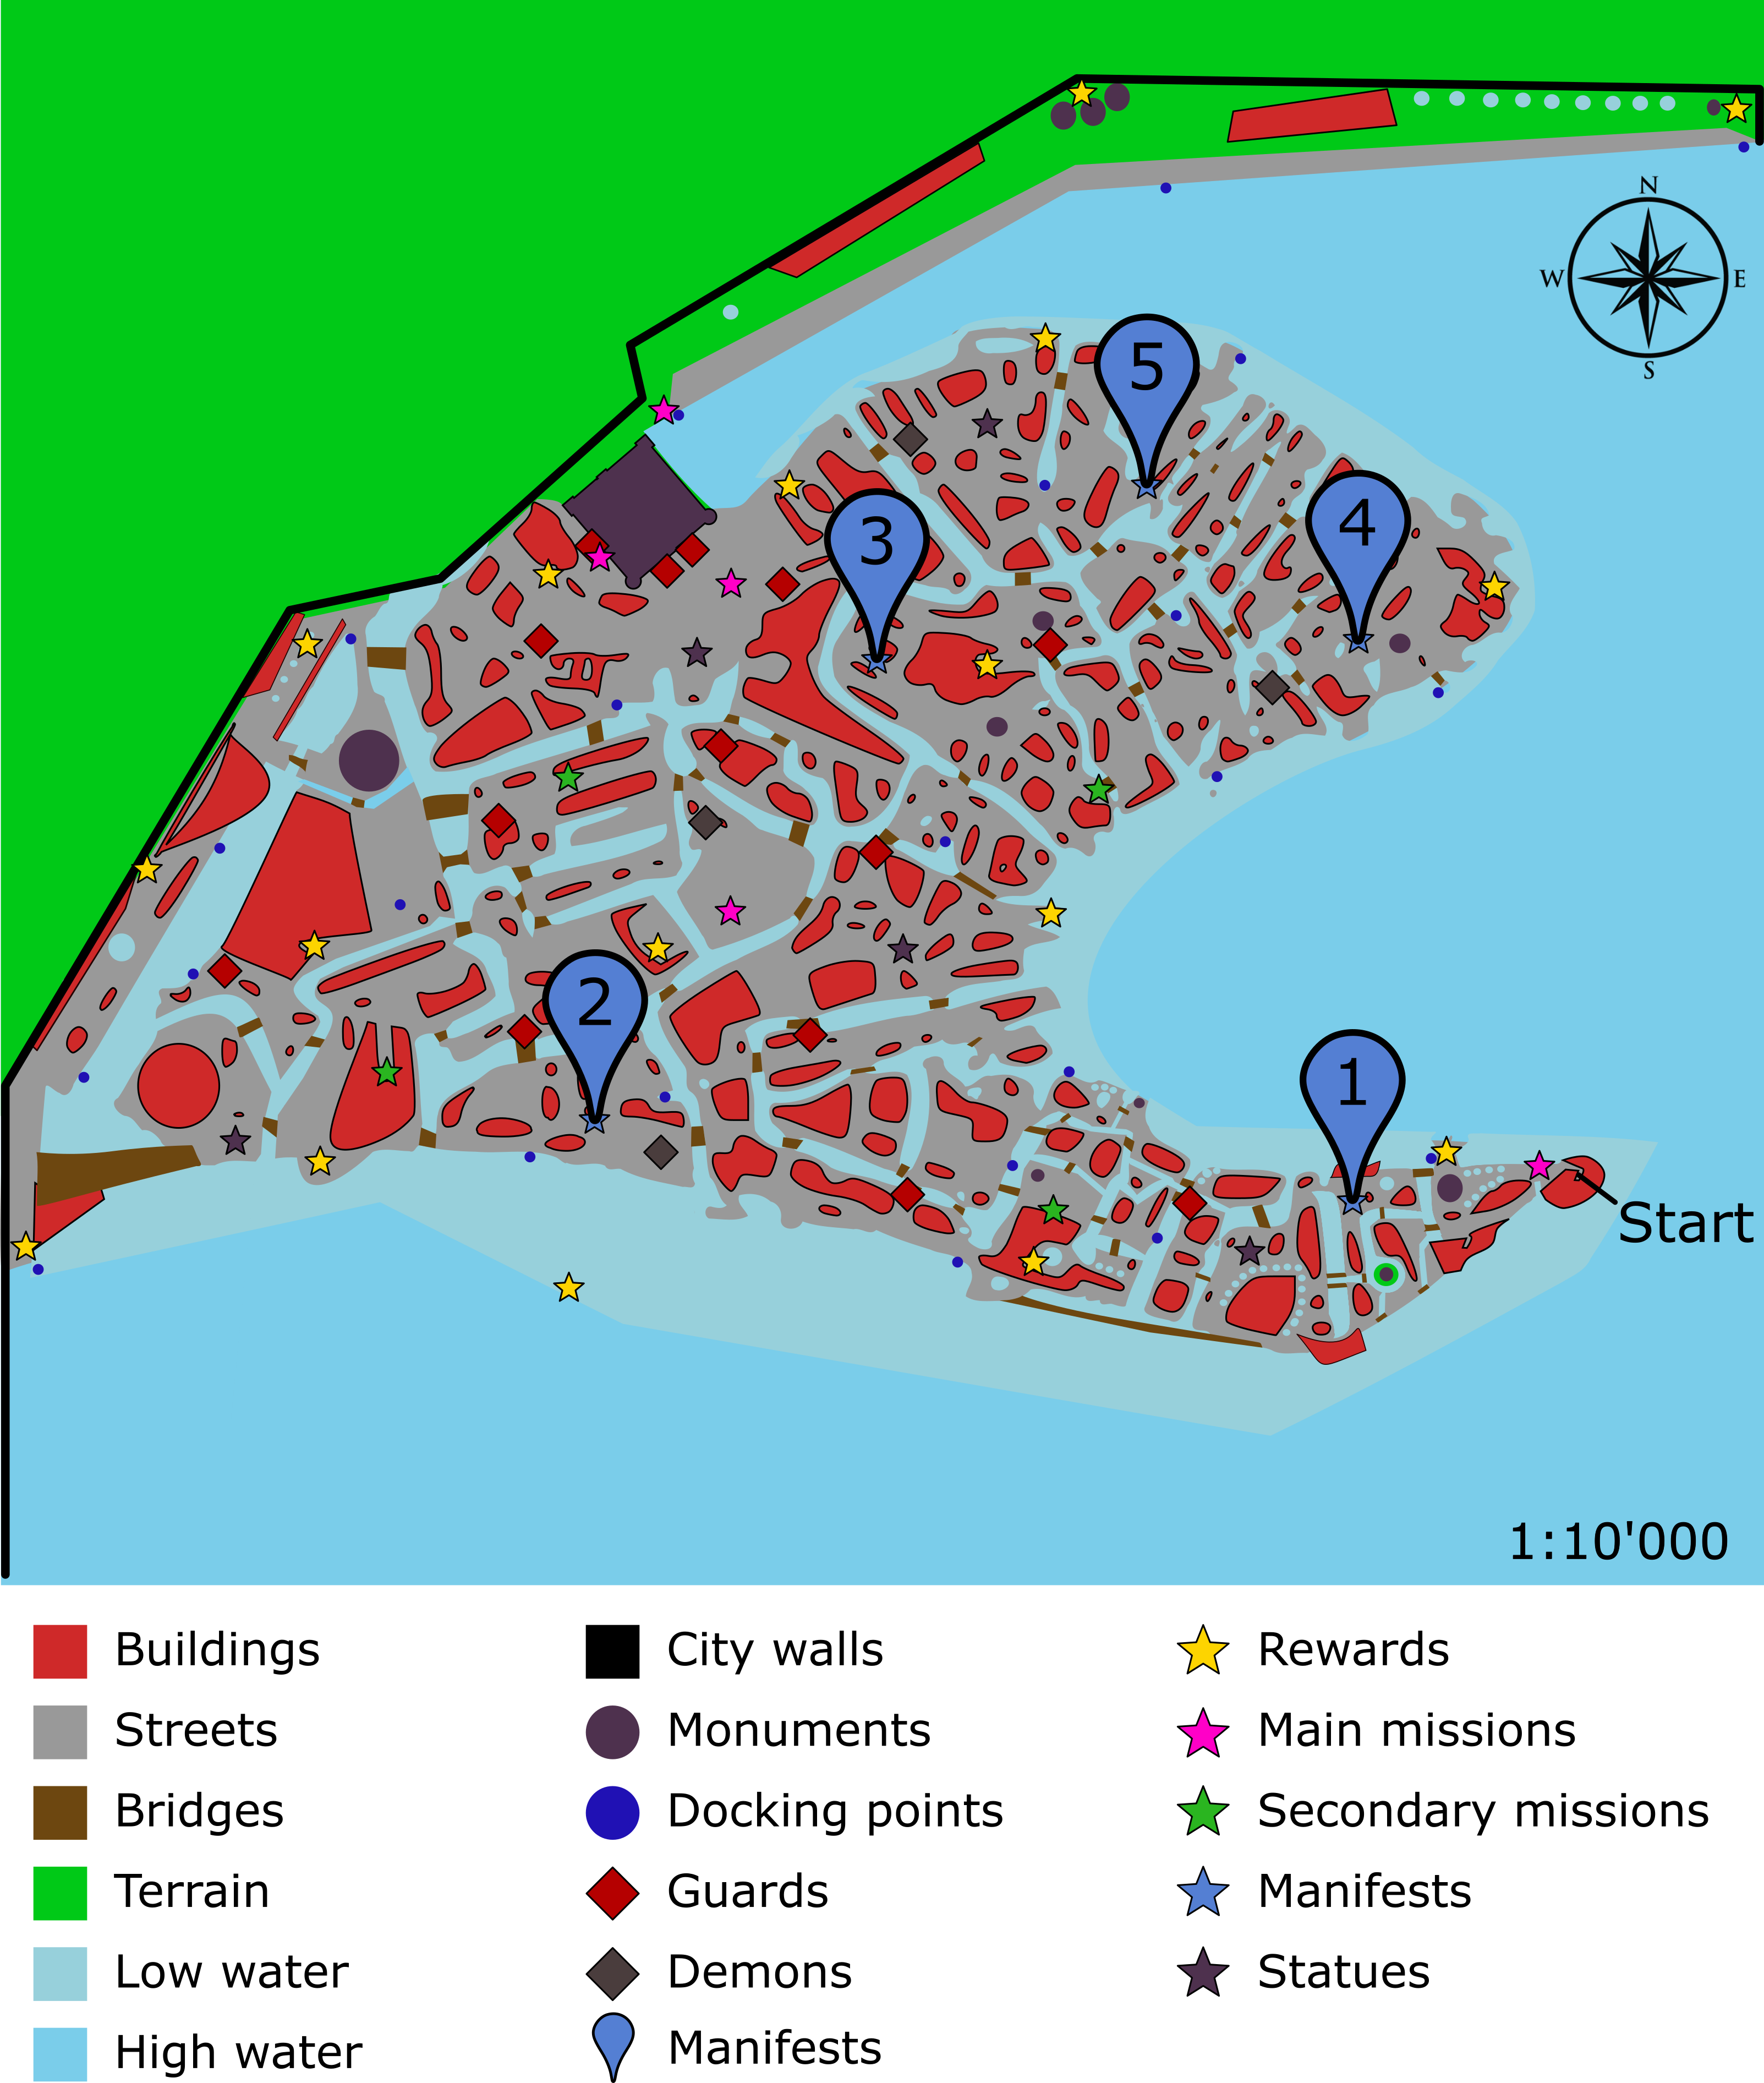 N
W
E
S
5
4
3
2
1
Start
1:10'000
Buildings
City walls
Rewards
Streets
Monuments
Main missions
Bridges
Docking points
Secondary missions
Terrain
Guards
Manifests
Low water
Demons
Statues
High water
Manifests